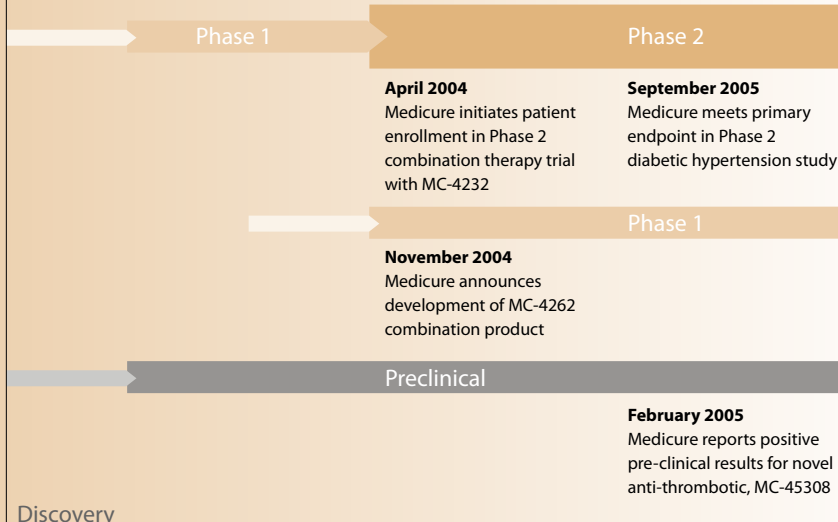 Phase 1
Phase 2
April 2004
Medicure initiates patient
enrollment in Phase 2
combination therapy trial
with MC-4232
September 2005
Medicure meets primary
endpoint in Phase 2
diabetic hypertension study
Phase 1
November 2004
Medicure announces
development of MC-4262
combination product
Preclinical
February 2005
Medicure reports positive
pre-clinical results for novel
anti-thrombotic, MC-45308
Discovery